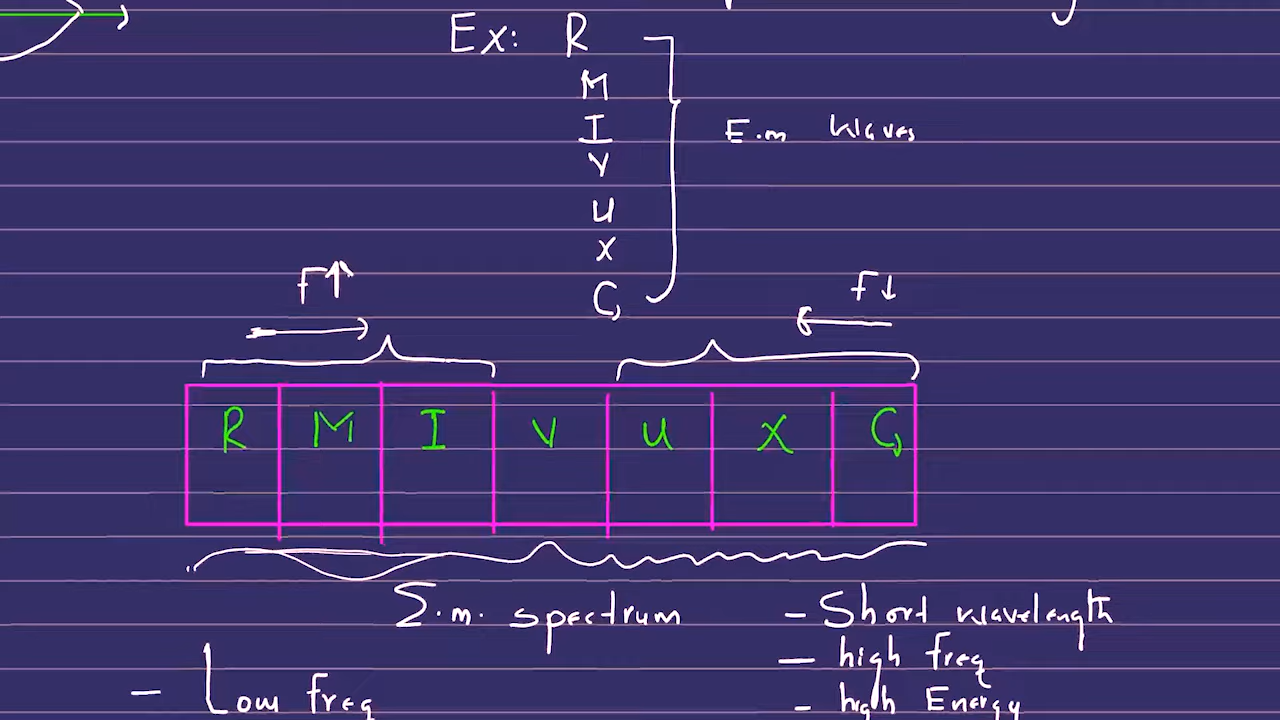 Ex: R
M
I
V
U
X
G
E.m waves
F↑
F↓
R M I V U X G
E.m. spectrum
- Short wavelength
- high freq
- Low freq
- high Energy